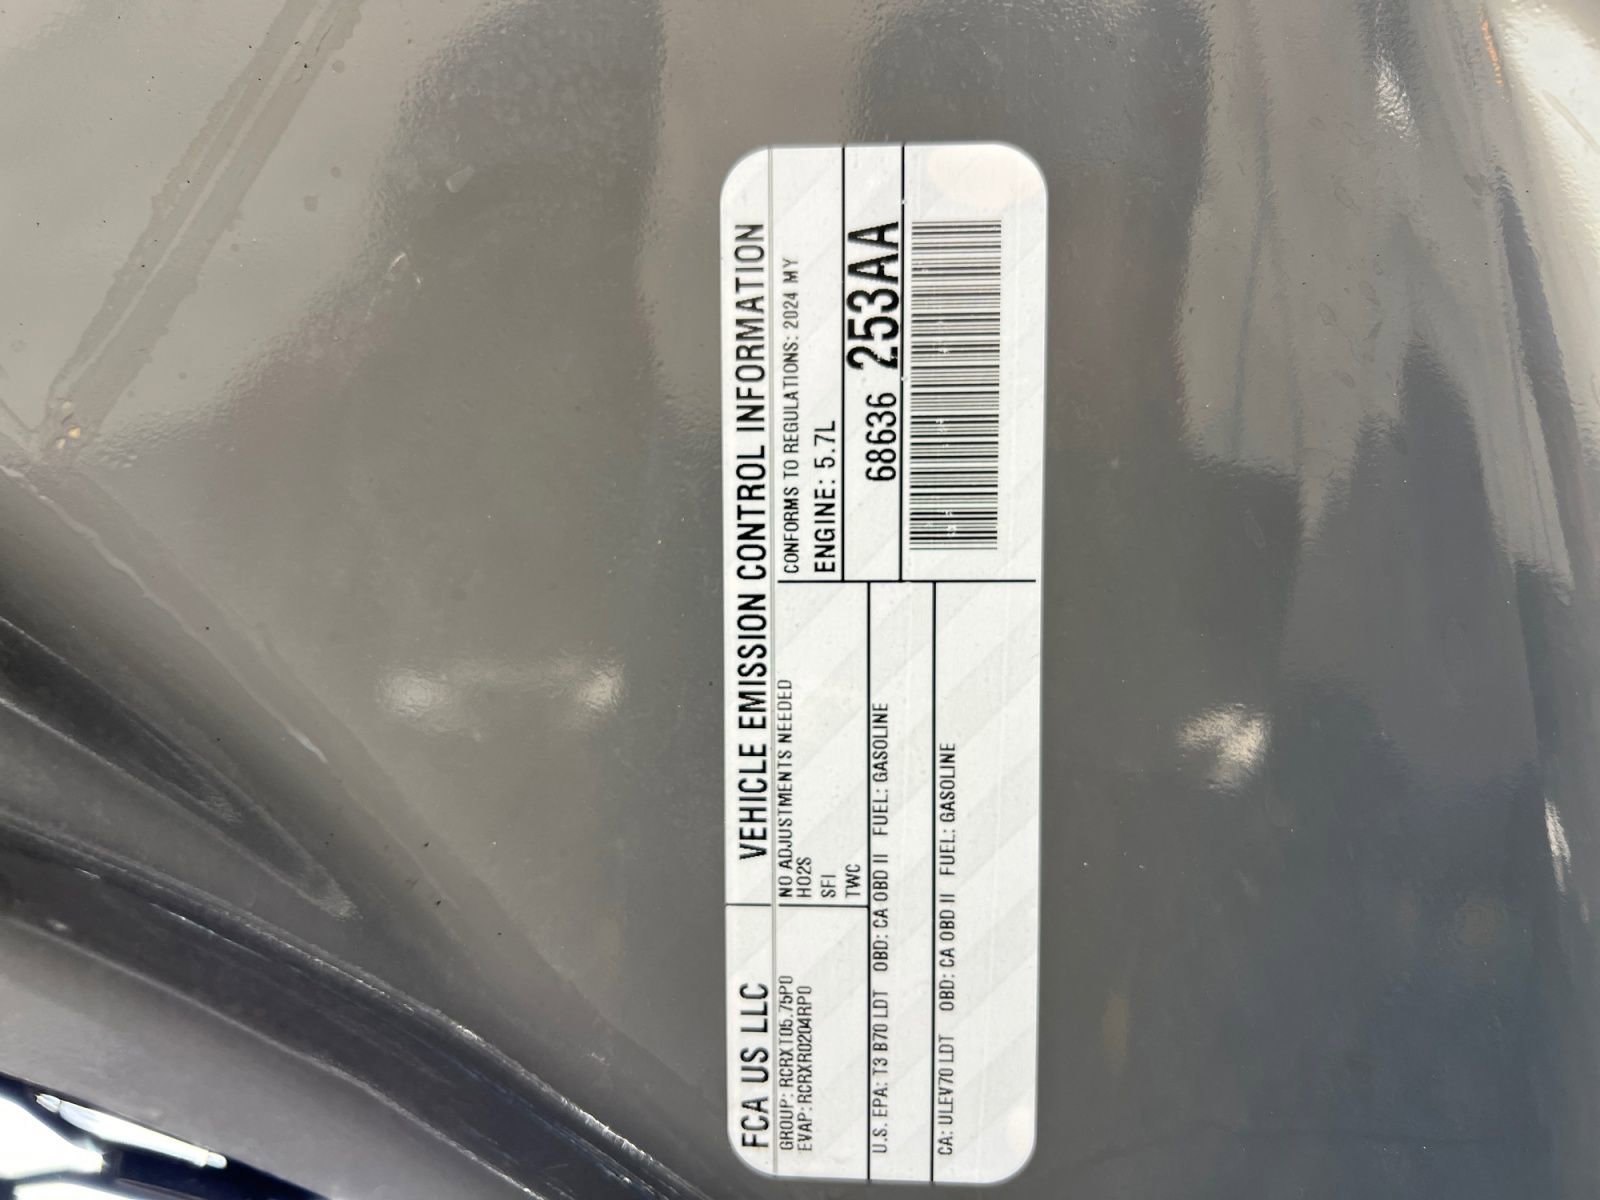 FCA US LLC
VEHICLE EMISSION CONTROL INFORMATION
GROUP: RCRXT05.75P0
EVAP: RCRXR0204RP0
NO ADJUSTMENTS NEEDED
HO2S
SFI
TWC
CONFORMS TO REGULATIONS: 2024 MY
ENGINE: 5.7L
68636 253AA
U.S. EPA: T3 B70 LDT OBD: CA OBD II FUEL: GASOLINE
CA: ULEV70 LDT OBD: CA OBD II FUEL: GASOLINE